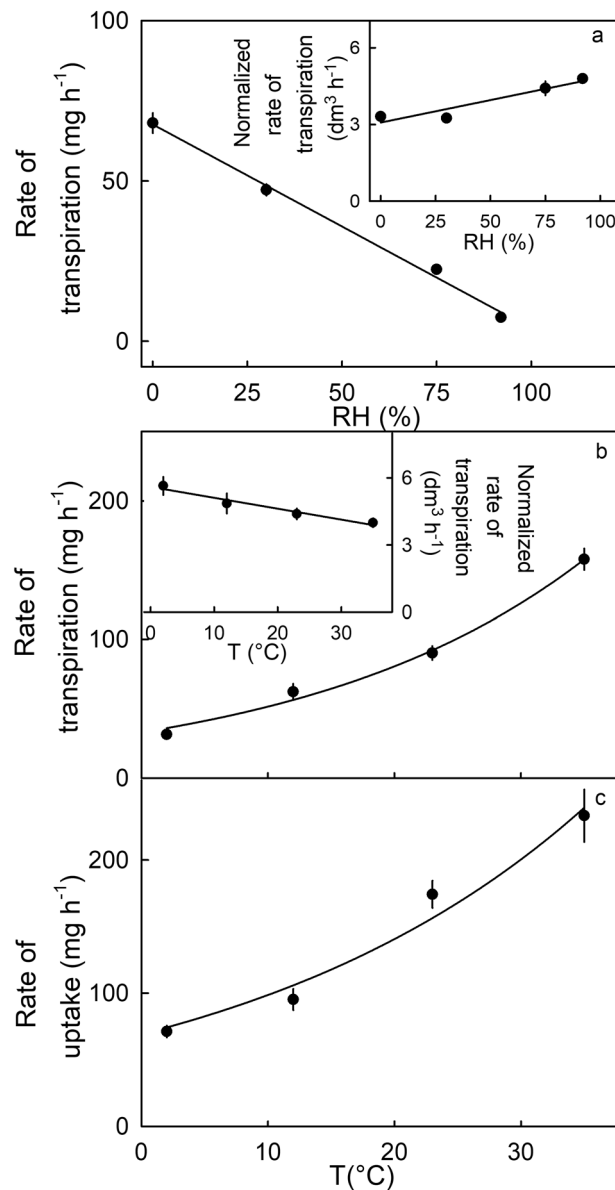 a
100
50
0
Rate of
transpiration (mg h⁻¹)
0 25 50 75 100
RH (%)
Normalized
rate of
transpiration
(dm³ h⁻¹)
6
3
0
0 25 50 75 100
RH (%)
b
200
100
0
Rate of
transpiration (mg h⁻¹)
0 10 20 30
T (°C)
6
3
0
Normalized
rate of
transpiration
(dm³ h⁻¹)
c
200
100
0
Rate of
uptake (mg h⁻¹)
0 10 20 30
T(°C)